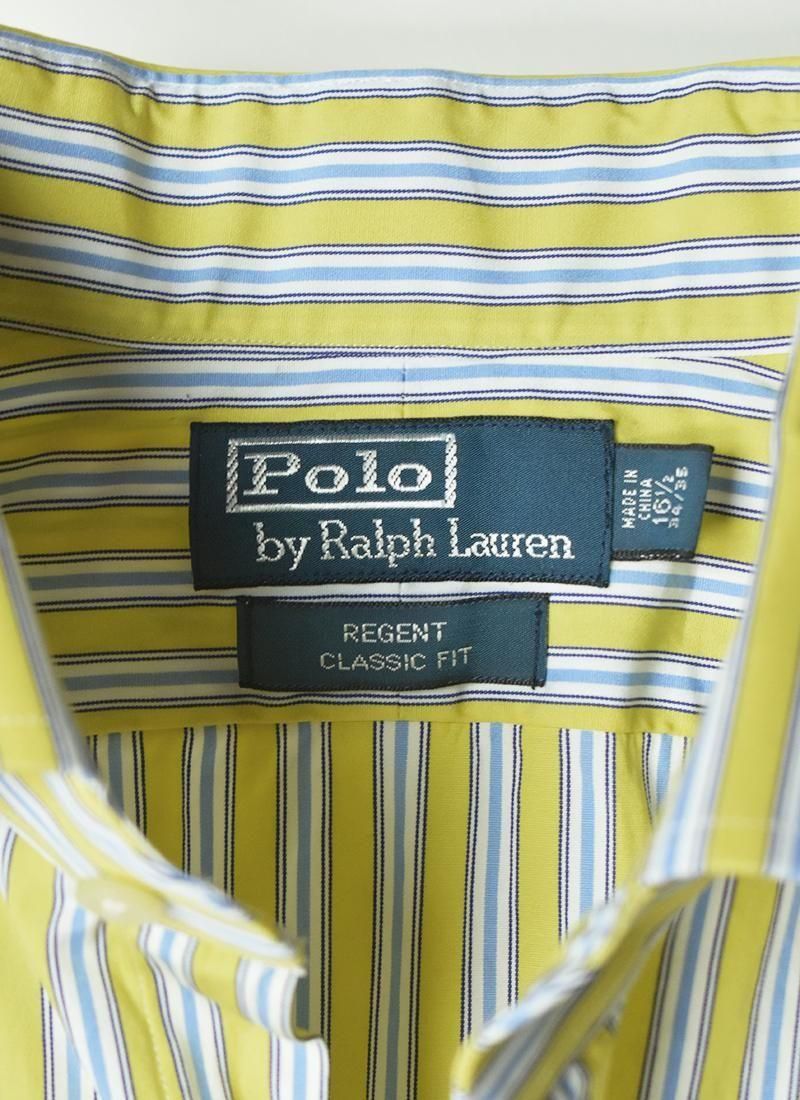 Polo
by Ralph Lauren
MADE IN
CHINA
16½
34/35
REGENT
CLASSIC FIT